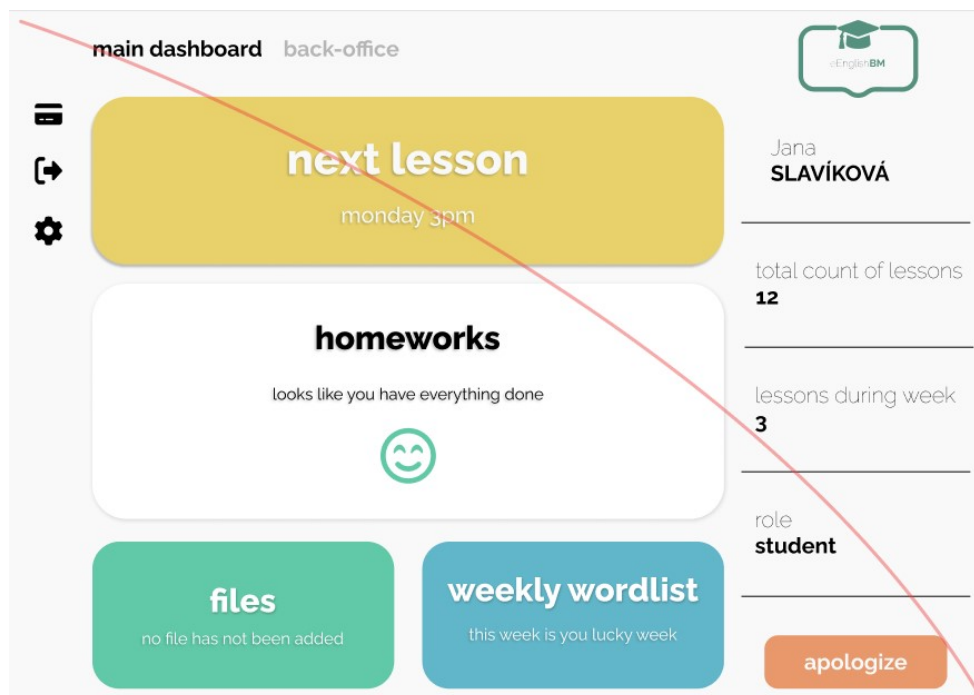 main dashboard back-office
eEnglishBM
next lesson
monday 3pm
homeworks
looks like you have everything done
files
no file has not been added
weekly wordlist
this week is you lucky week
Jana
SLAVÍKOVÁ
total count of lessons
12
lessons during week
3
role
student
apologize